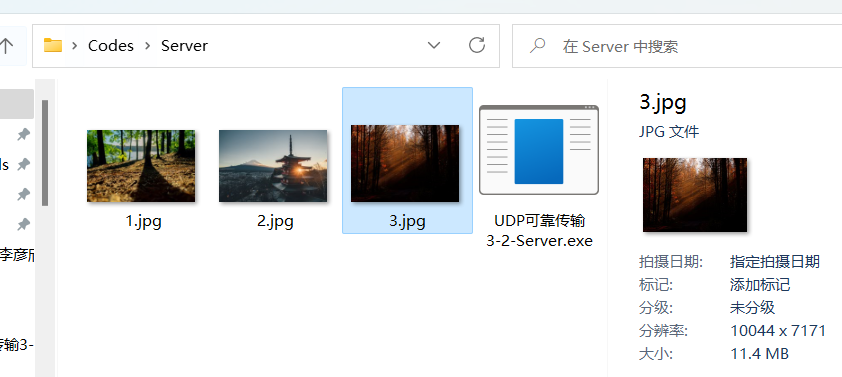 Codes > Server
在 Server 中搜索
ls
李彦欣
输3-
1.jpg
2.jpg
3.jpg
UDP可靠传输
3-2-Server.exe
3.jpg
JPG 文件
拍摄日期: 指定拍摄日期
标记: 添加标记
分级: 未分级
分辨率: 10044 x 7171
大小: 11.4 MB